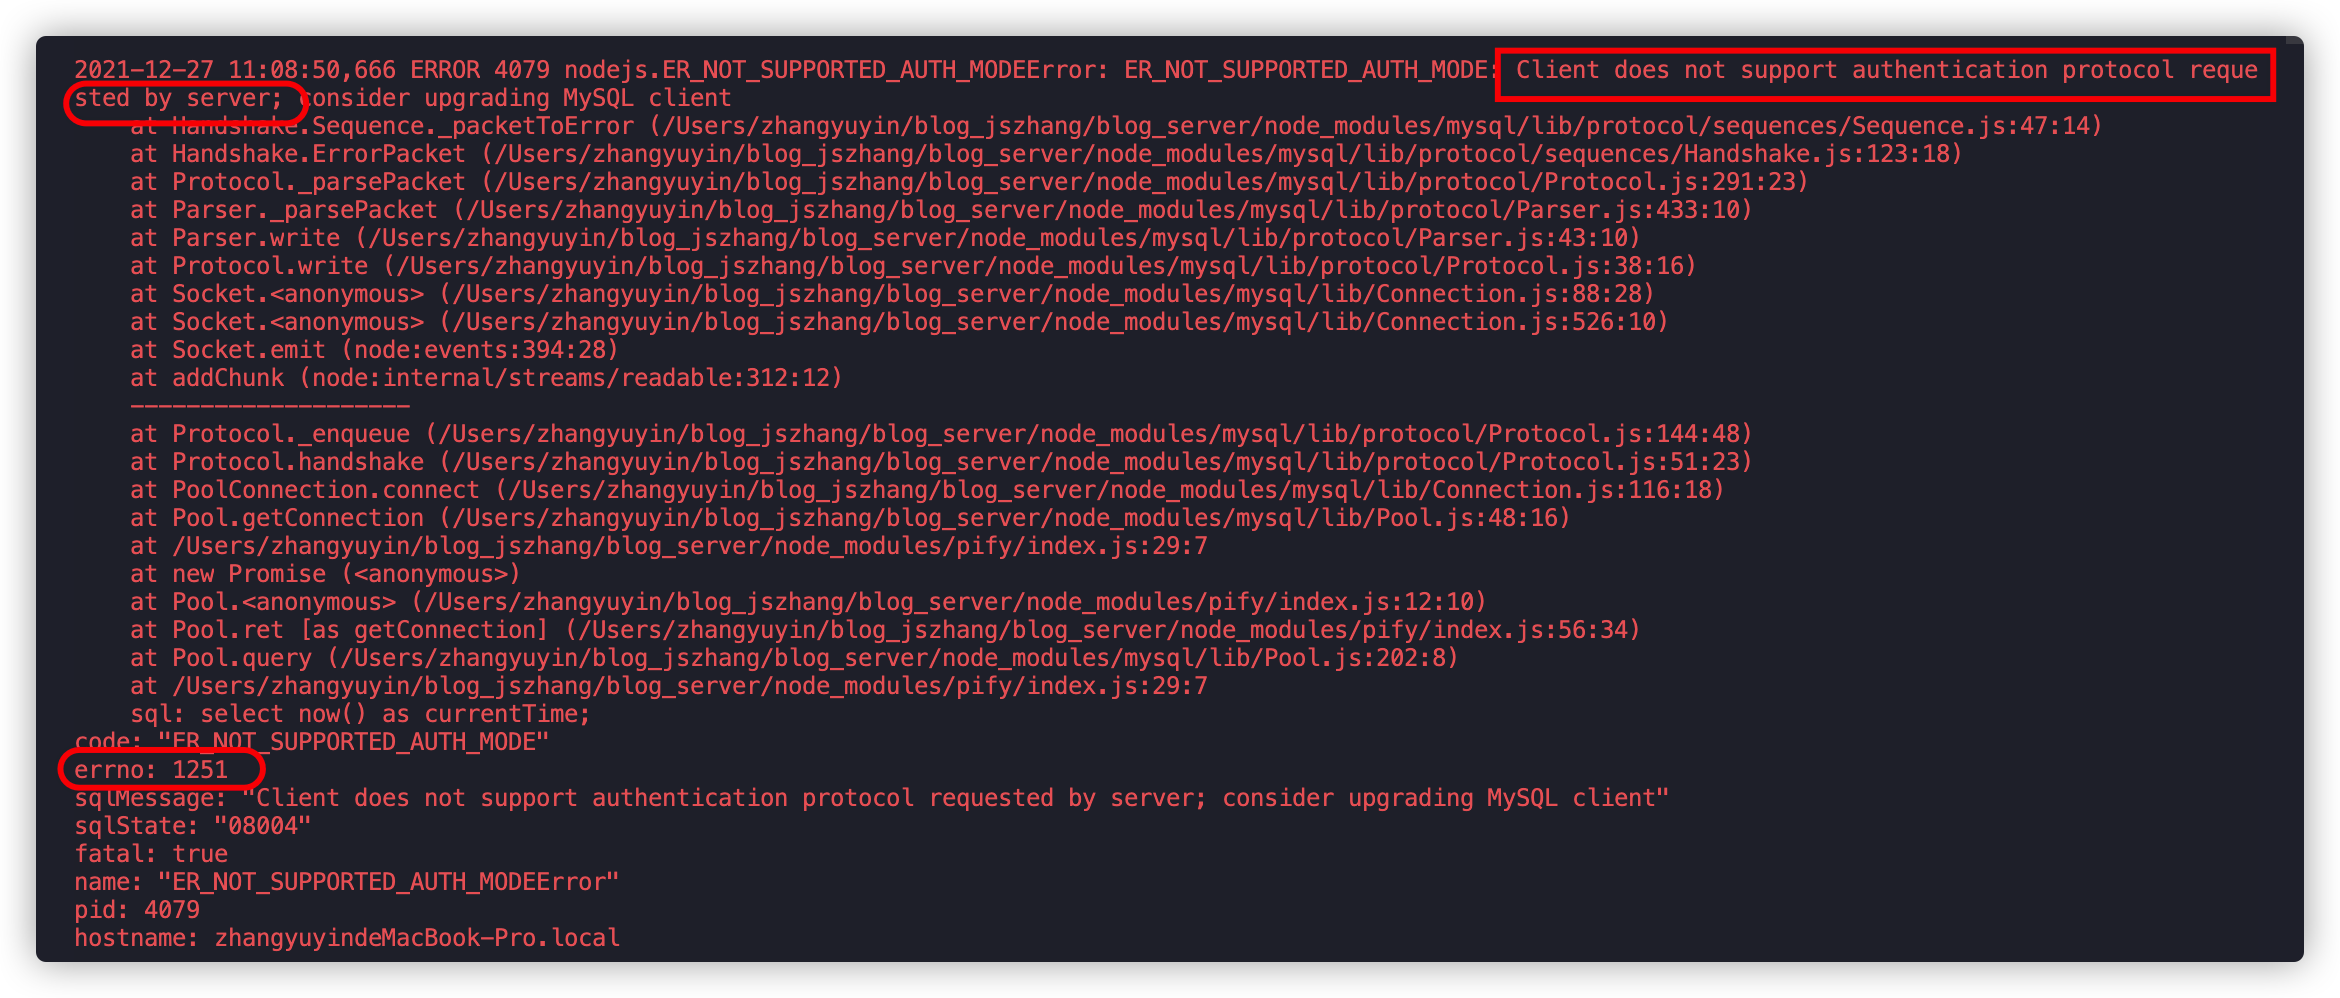 2021-12-27 11:08:50,666 ERROR 4079 nodejs.ER_NOT_SUPPORTED_AUTH_MODEError: ER_NOT_SUPPORTED_AUTH_MODE: Client does not support authentication protocol reque
sted by server; consider upgrading MySQL client
at Handshake.Sequence._packetToError (/Users/zhangyuyin/blog_jszhang/blog_server/node_modules/mysql/lib/protocol/sequences/Sequence.js:47:14)
at Handshake.ErrorPacket (/Users/zhangyuyin/blog_jszhang/blog_server/node_modules/mysql/lib/protocol/sequences/Handshake.js:123:18)
at Protocol._parsePacket (/Users/zhangyuyin/blog_jszhang/blog_server/node_modules/mysql/lib/protocol/Protocol.js:291:23)
at Parser._parsePacket (/Users/zhangyuyin/blog_jszhang/blog_server/node_modules/mysql/lib/protocol/Parser.js:433:10)
at Parser.write (/Users/zhangyuyin/blog_jszhang/blog_server/node_modules/mysql/lib/protocol/Parser.js:43:10)
at Protocol.write (/Users/zhangyuyin/blog_jszhang/blog_server/node_modules/mysql/lib/protocol/Protocol.js:38:16)
at Socket.<anonymous> (/Users/zhangyuyin/blog_jszhang/blog_server/node_modules/mysql/lib/Connection.js:88:28)
at Socket.<anonymous> (/Users/zhangyuyin/blog_jszhang/blog_server/node_modules/mysql/lib/Connection.js:526:10)
at Socket.emit (node:events:394:28)
at addChunk (node:internal/streams/readable:312:12)
--------------------
at Protocol._enqueue (/Users/zhangyuyin/blog_jszhang/blog_server/node_modules/mysql/lib/protocol/Protocol.js:144:48)
at Protocol.handshake (/Users/zhangyuyin/blog_jszhang/blog_server/node_modules/mysql/lib/protocol/Protocol.js:51:23)
at PoolConnection.connect (/Users/zhangyuyin/blog_jszhang/blog_server/node_modules/mysql/lib/Connection.js:116:18)
at Pool.getConnection (/Users/zhangyuyin/blog_jszhang/blog_server/node_modules/mysql/lib/Pool.js:48:16)
at /Users/zhangyuyin/blog_jszhang/blog_server/node_modules/pify/index.js:29:7
at new Promise (<anonymous>)
at Pool.<anonymous> (/Users/zhangyuyin/blog_jszhang/blog_server/node_modules/pify/index.js:12:10)
at Pool.ret [as getConnection] (/Users/zhangyuyin/blog_jszhang/blog_server/node_modules/pify/index.js:56:34)
at Pool.query (/Users/zhangyuyin/blog_jszhang/blog_server/node_modules/mysql/lib/Pool.js:202:8)
at /Users/zhangyuyin/blog_jszhang/blog_server/node_modules/pify/index.js:29:7
sql: select now() as currentTime;
code: "ER_NOT_SUPPORTED_AUTH_MODE"
errno: 1251
sqlMessage: "Client does not support authentication protocol requested by server; consider upgrading MySQL client"
sqlState: "08004"
fatal: true
name: "ER_NOT_SUPPORTED_AUTH_MODEError"
pid: 4079
hostname: zhangyuyindeMacBook-Pro.local